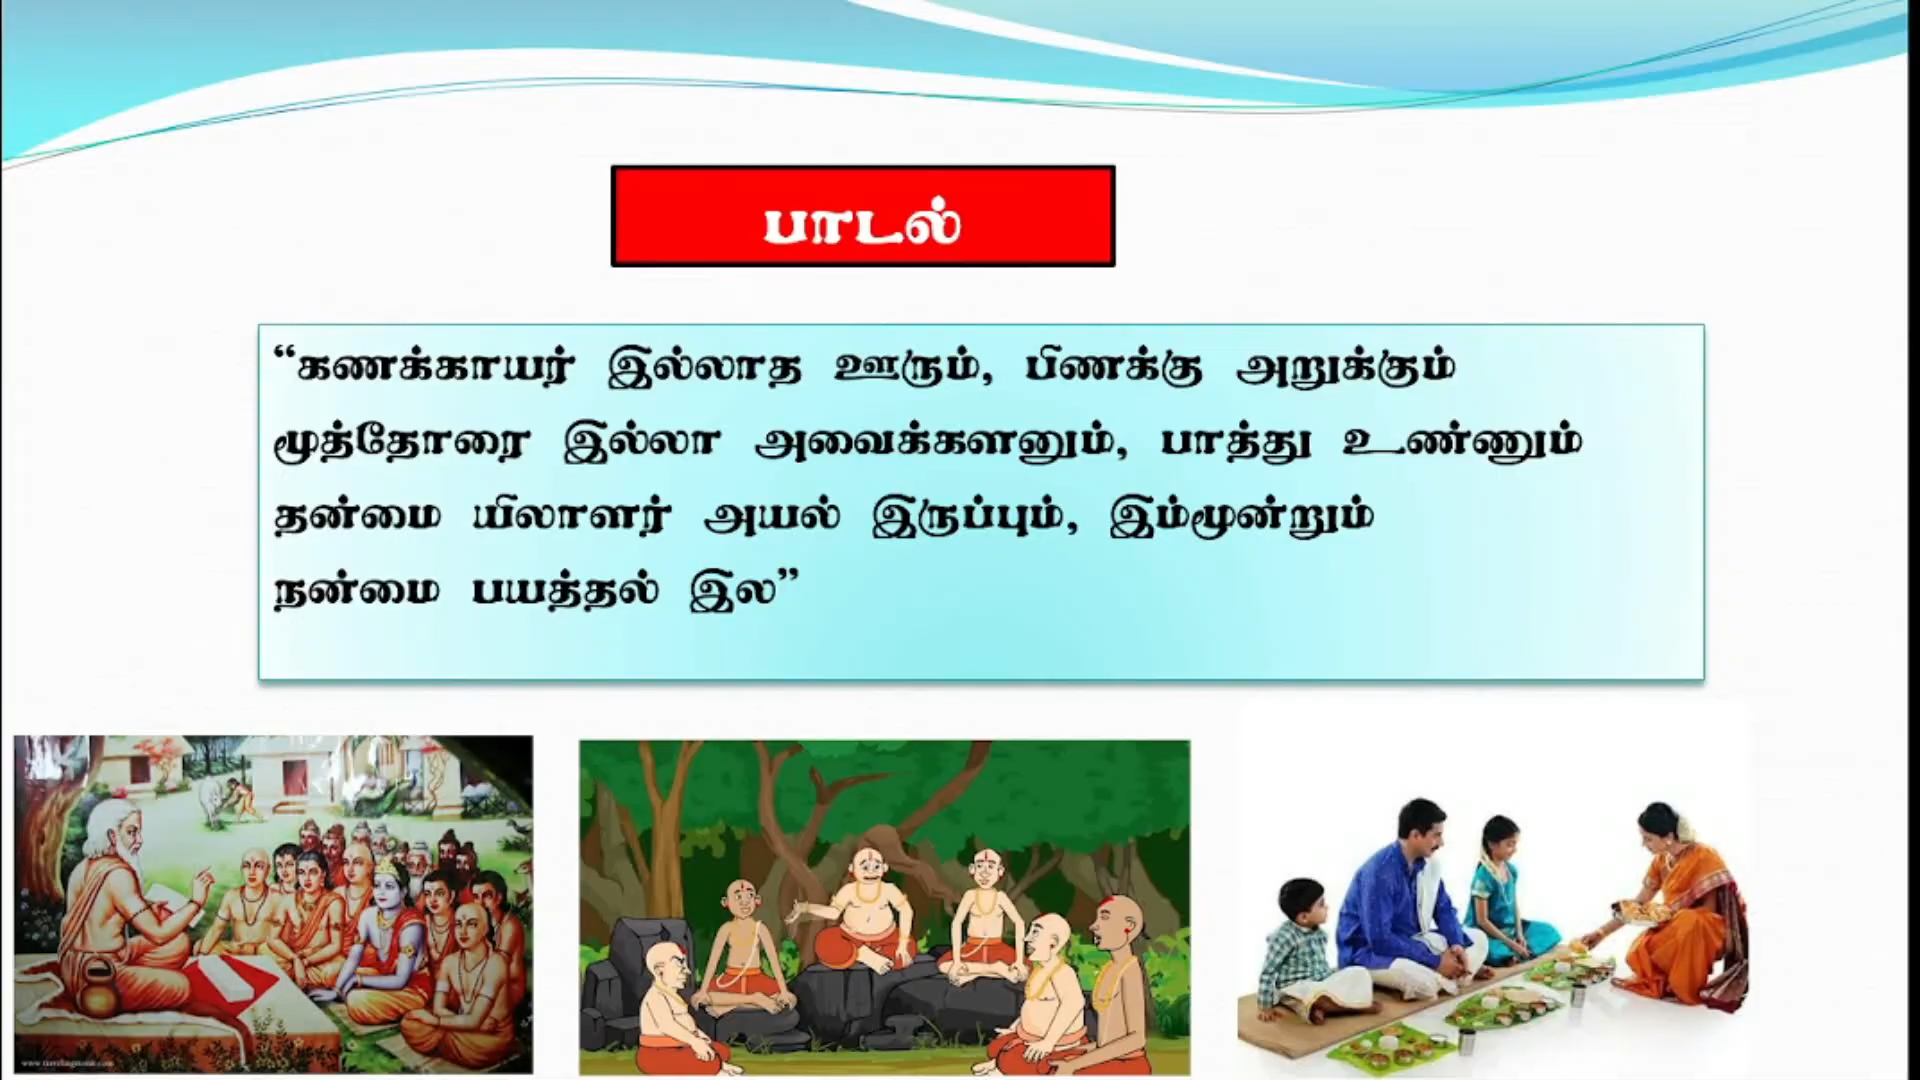 பாடல்
“கணக்காயர் இல்லாத ஊரும், பிணக்கு அறுக்கும்
மூத்தோரை இல்லா அவைக்களனும், பாத்து உண்ணும்
தன்மை யிலாளர் அயல் இருப்பும், இம்மூன்றும்
நன்மை பயத்தல் இல”